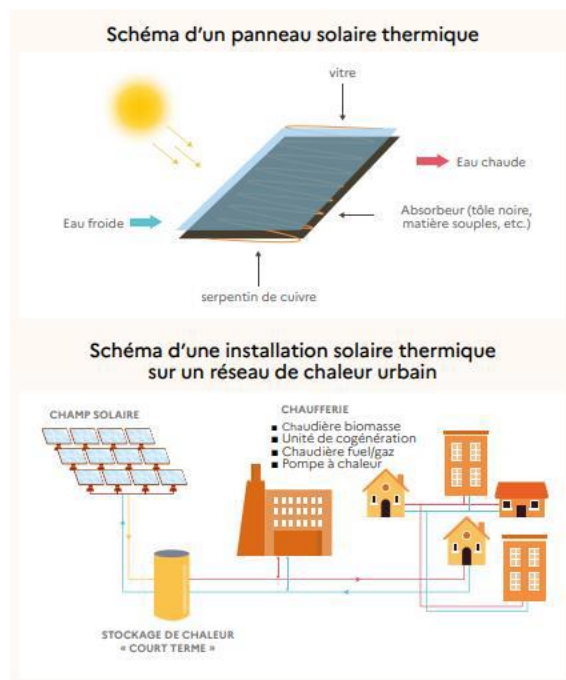 Schéma d'un panneau solaire thermique
vitre
Eau chaude
Absorbeur (tôle noire,
matière souples, etc.)
Eau froide
serpentin de cuivre
Schéma d'une installation solaire thermique
sur un réseau de chaleur urbain
CHAMP SOLAIRE
CHAUFFERIE
▪ Chaudière biomasse
▪ Unité de cogénération
▪ Chaudière fuel/gaz
▪ Pompe à chaleur
STOCKAGE DE CHALEUR
« COURT TERME »